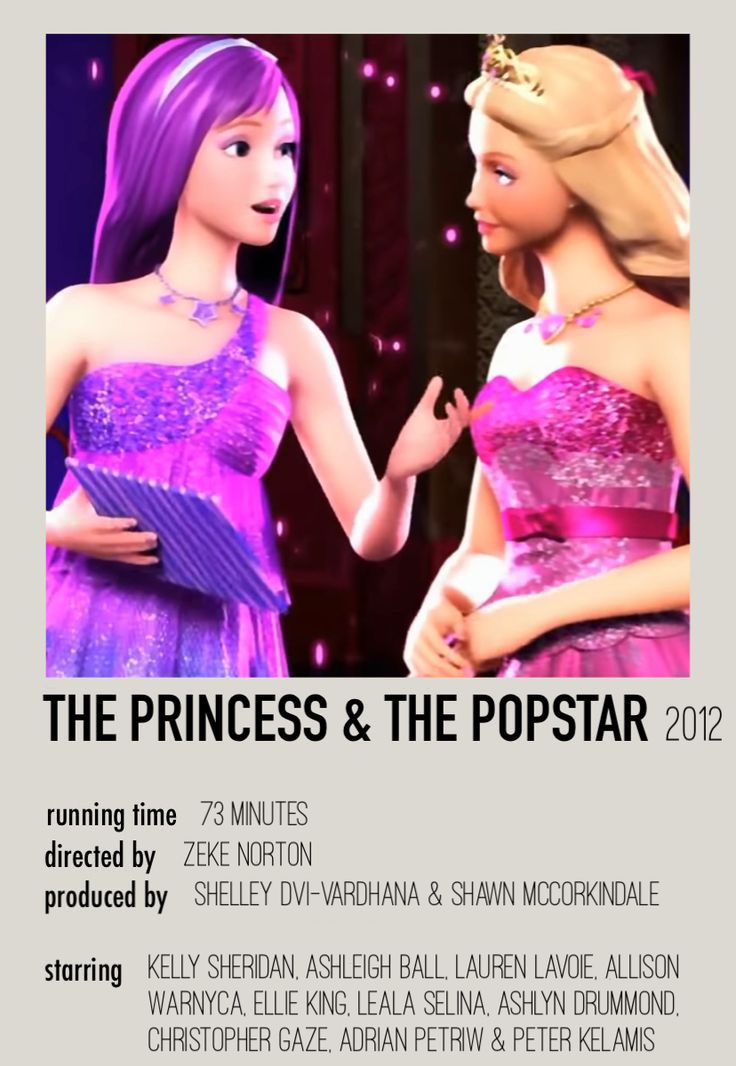 THE PRINCESS & THE POPSTAR 2012
running time 73 MINUTES
directed by ZEKE NORTON
produced by SHELLEY DVI-VARDHANA & SHAWN MCCORKINDALE
starring KELLY SHERIDAN, ASHLEIGH BALL, LAUREN LAVOIE, ALLISON
WARNYCA, ELLIE KING, LEALA SELINA, ASHLYN DRUMMOND,
CHRISTOPHER GAZE, ADRIAN PETRIW & PETER KELAMIS